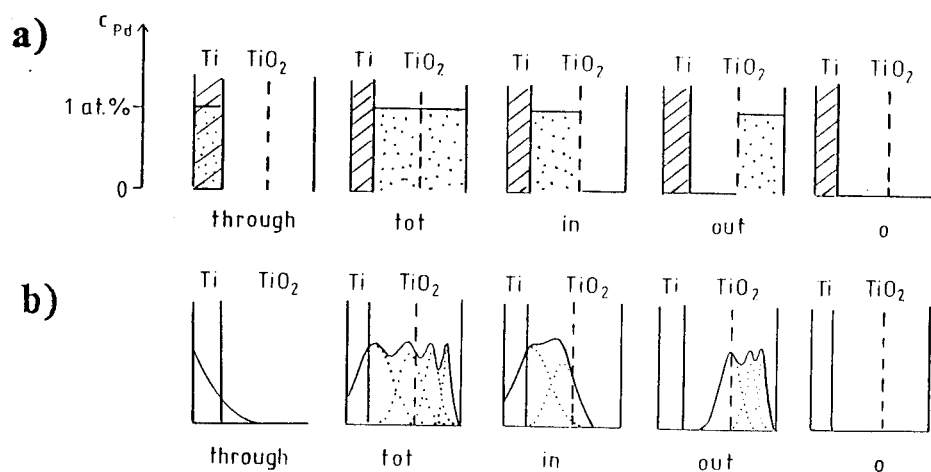 a)
c Pd
Ti TiO2 Ti TiO2 Ti TiO2 Ti TiO2 Ti TiO2
1 at.%
0
through tot in out o
b)
Ti TiO2 Ti TiO2 Ti TiO2 Ti TiO2 Ti TiO2
through tot in out o